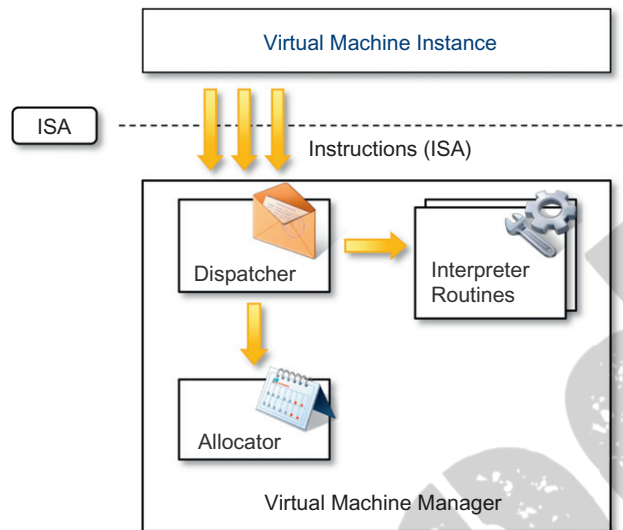 Virtual Machine Instance
ISA
Instructions (ISA)
Dispatcher
Interpreter
Routines
Allocator
Virtual Machine Manager